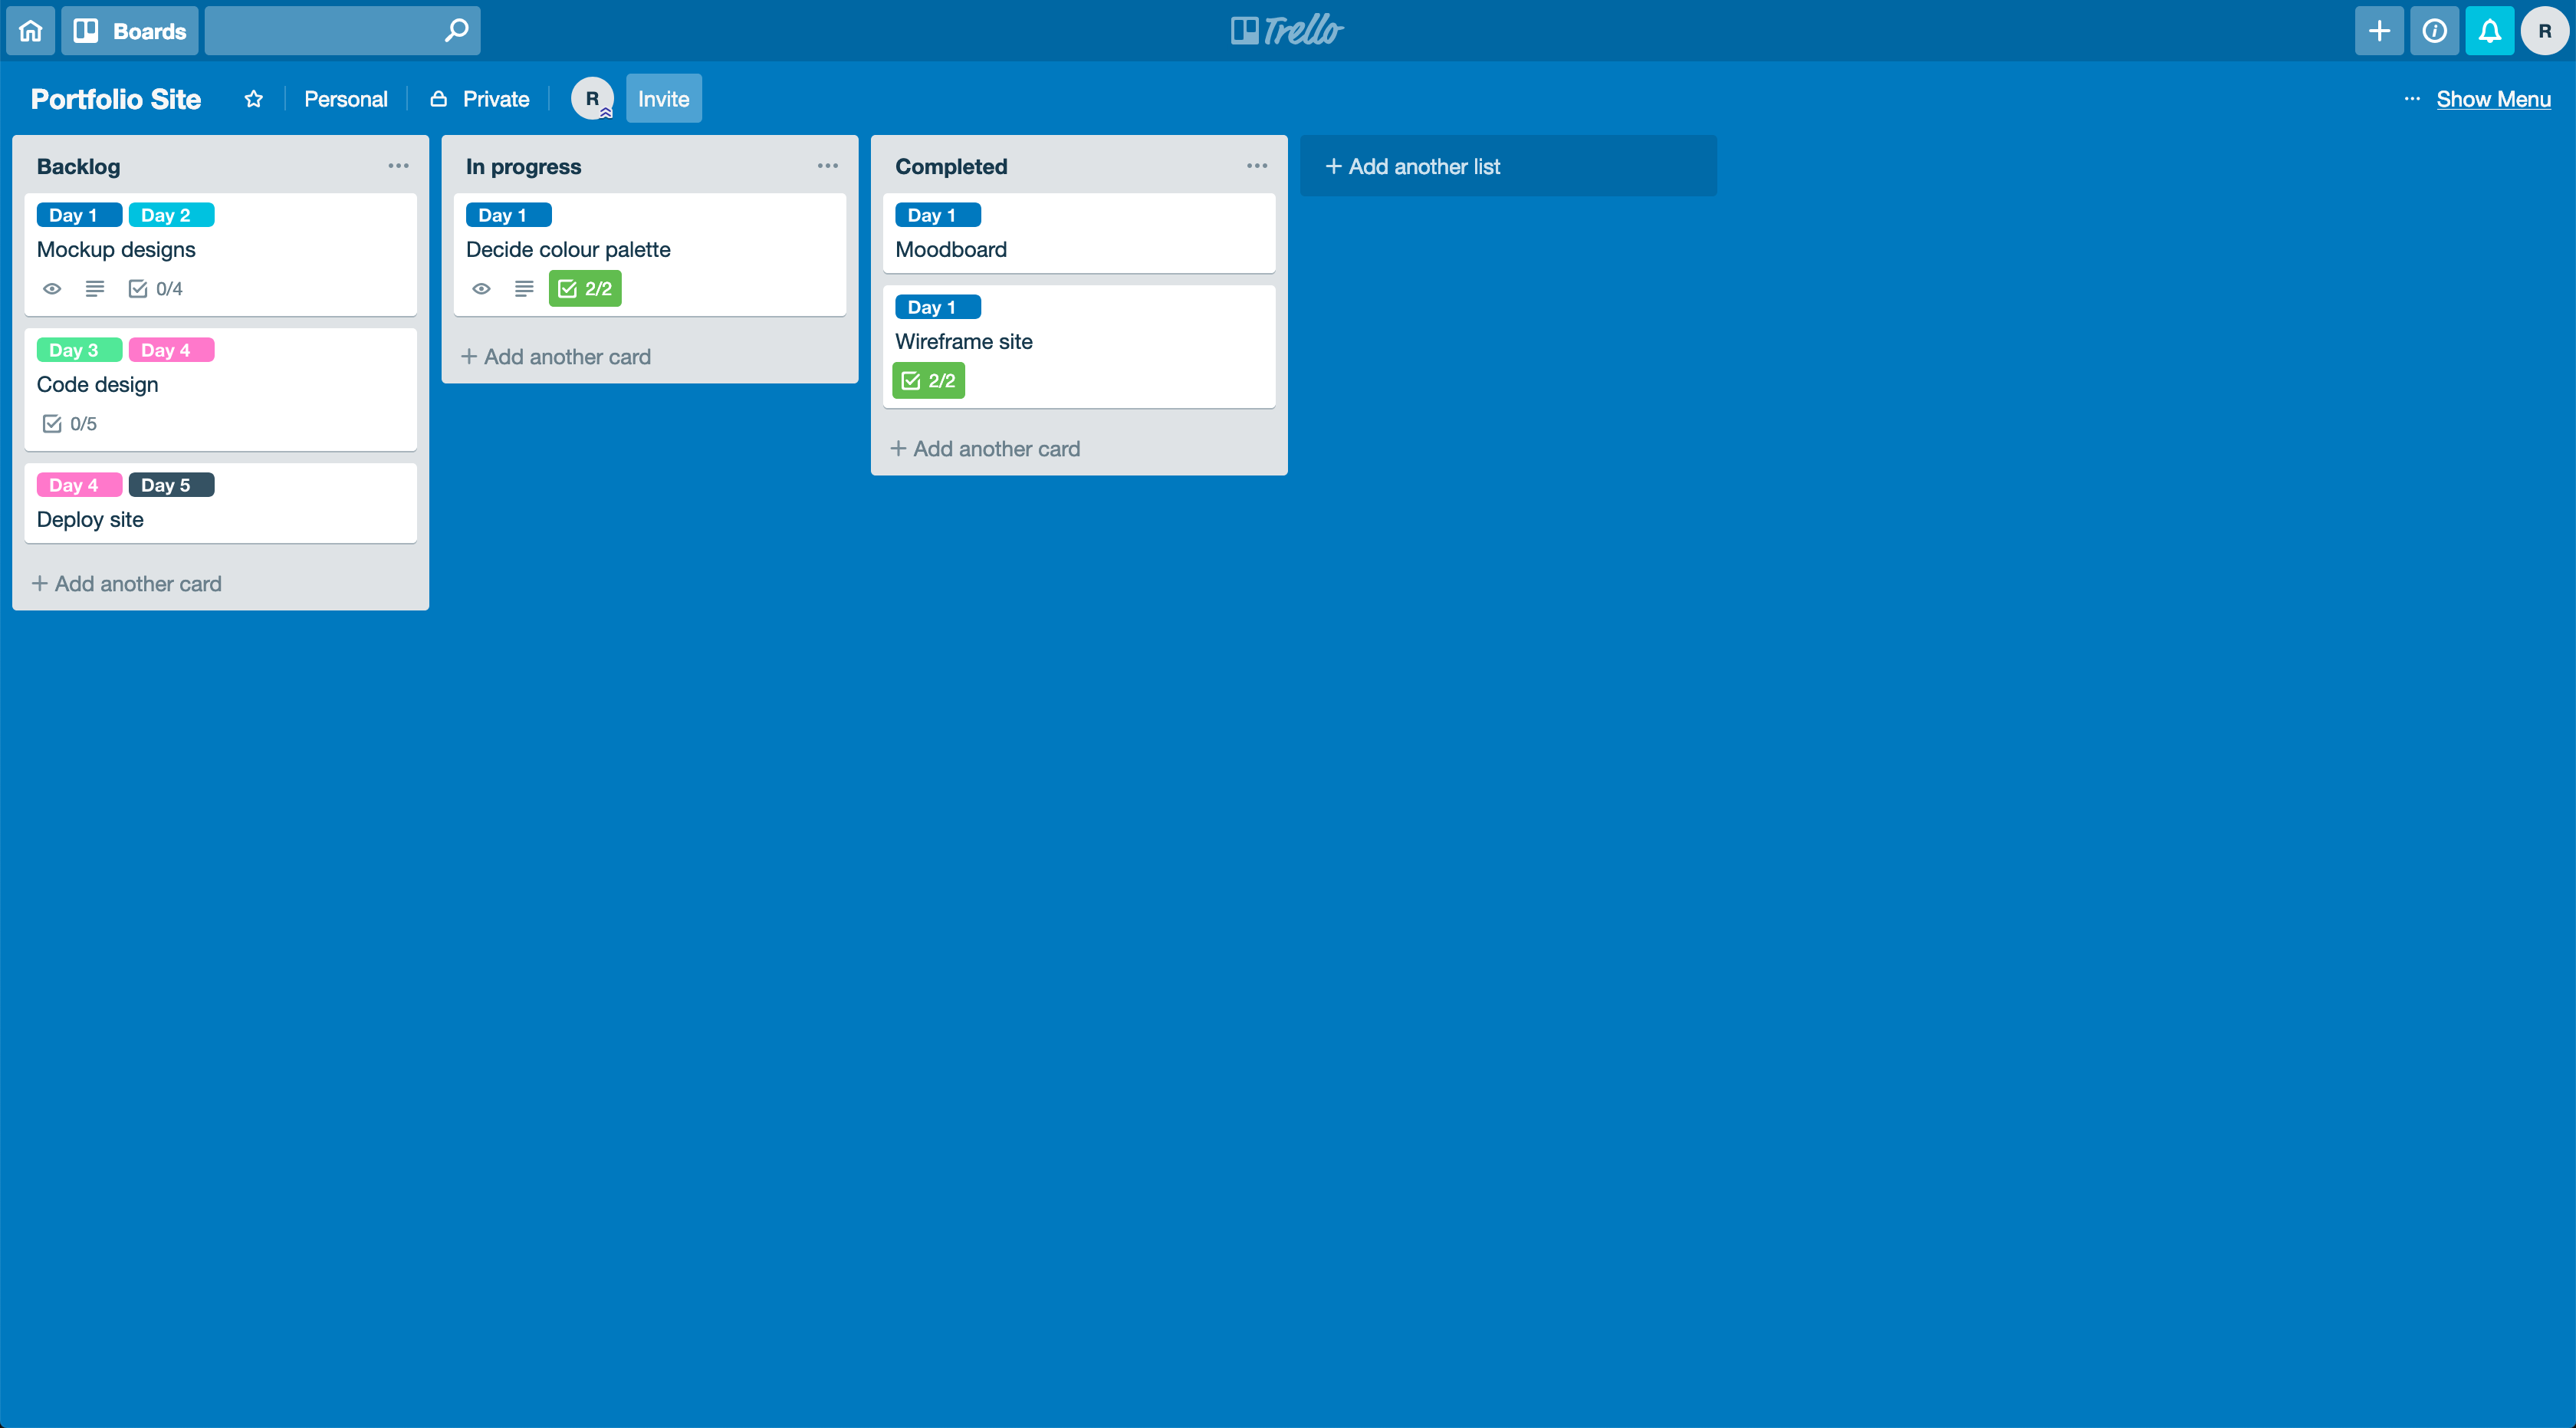 Boards
Trello
R
Portfolio Site
Personal
Private
R
Invite
... Show Menu
Backlog
Day 1 Day 2
Mockup designs
0/4
Day 3 Day 4
Code design
0/5
Day 4 Day 5
Deploy site
+ Add another card
In progress
Day 1
Decide colour palette
2/2
+ Add another card
Completed
Day 1
Moodboard
Day 1
Wireframe site
2/2
+ Add another card
+ Add another list